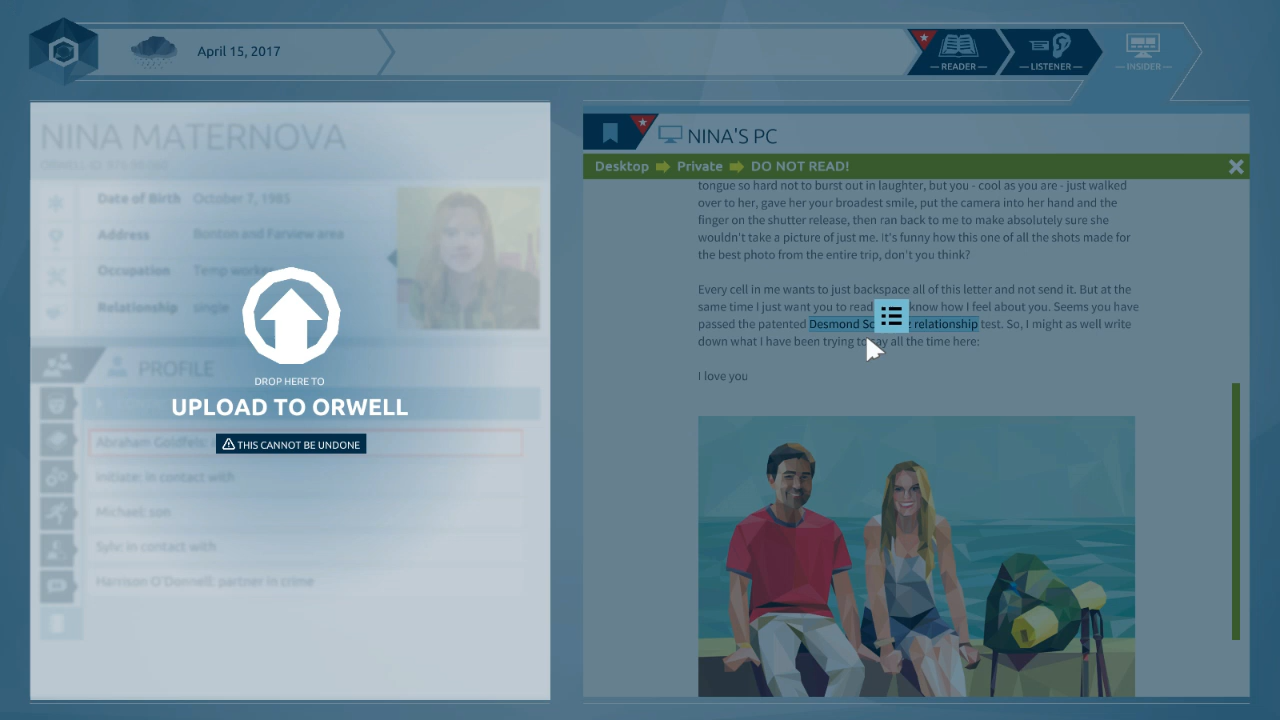 April 15, 2017
READER
LISTENER
INSIDER
NINA MATERNOVA
Date of Birth October 7, 1985
Address Bonton and Farview area
Occupation Temp
Relationship single
DROP HERE TO
UPLOAD TO ORWELL
THIS CANNOT BE UNDONE
PROFILE
Abraham Goldfels:
Initiate: in contact with
Michael: son
Sylv: in contact with
Harrison O'Donnell: partner in crime
NINA'S PC
Desktop Private DO NOT READ!
tongue so hard not to burst out in laughter, but you - cool as you are - just walked
over to her, gave her your broadest smile, put the camera into her hand and the
finger on the shutter release, then ran back to me to make absolutely sure she
wouldn't take a picture of just me. It's funny how this one of all the shots made for
the best photo from the entire trip, don't you think?
Every cell in me wants to just backspace all of this letter and not send it. But at the
same time I just want you to read know how I feel about you. Seems you have
passed the patented Desmond relationship test. So, I might as well write
down what I have been trying to say all the time here:
I love you